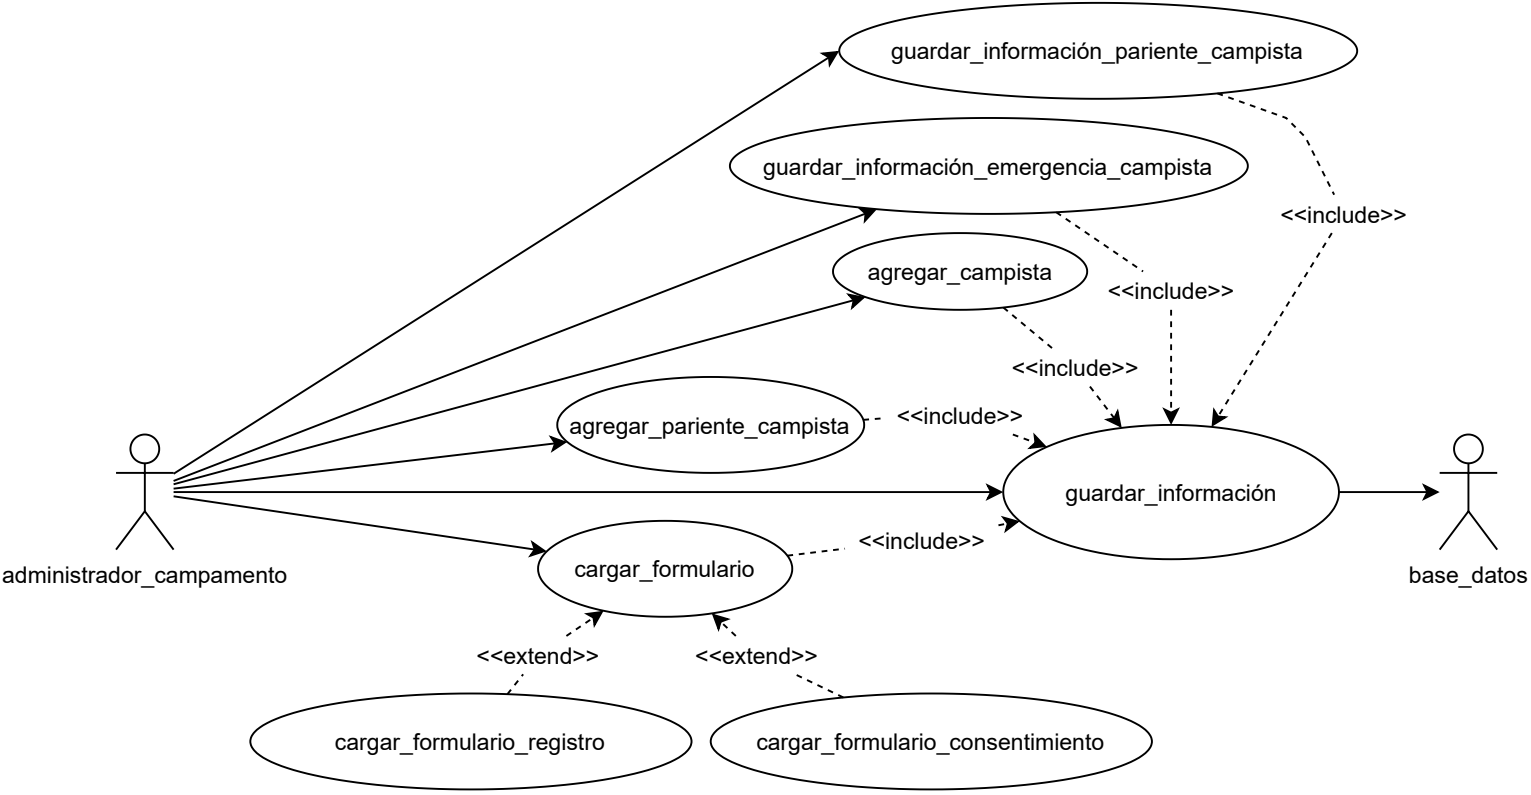 guardar_información_pariente_campista
guardar_información_emergencia_campista
<<include>>
agregar_campista
<<include>>
<<include>>
agregar_pariente_campista
<<include>>
guardar_información
<<include>>
cargar_formulario
administrador_campamento
base_datos
<<extend>>
<<extend>>
cargar_formulario_registro
cargar_formulario_consentimiento